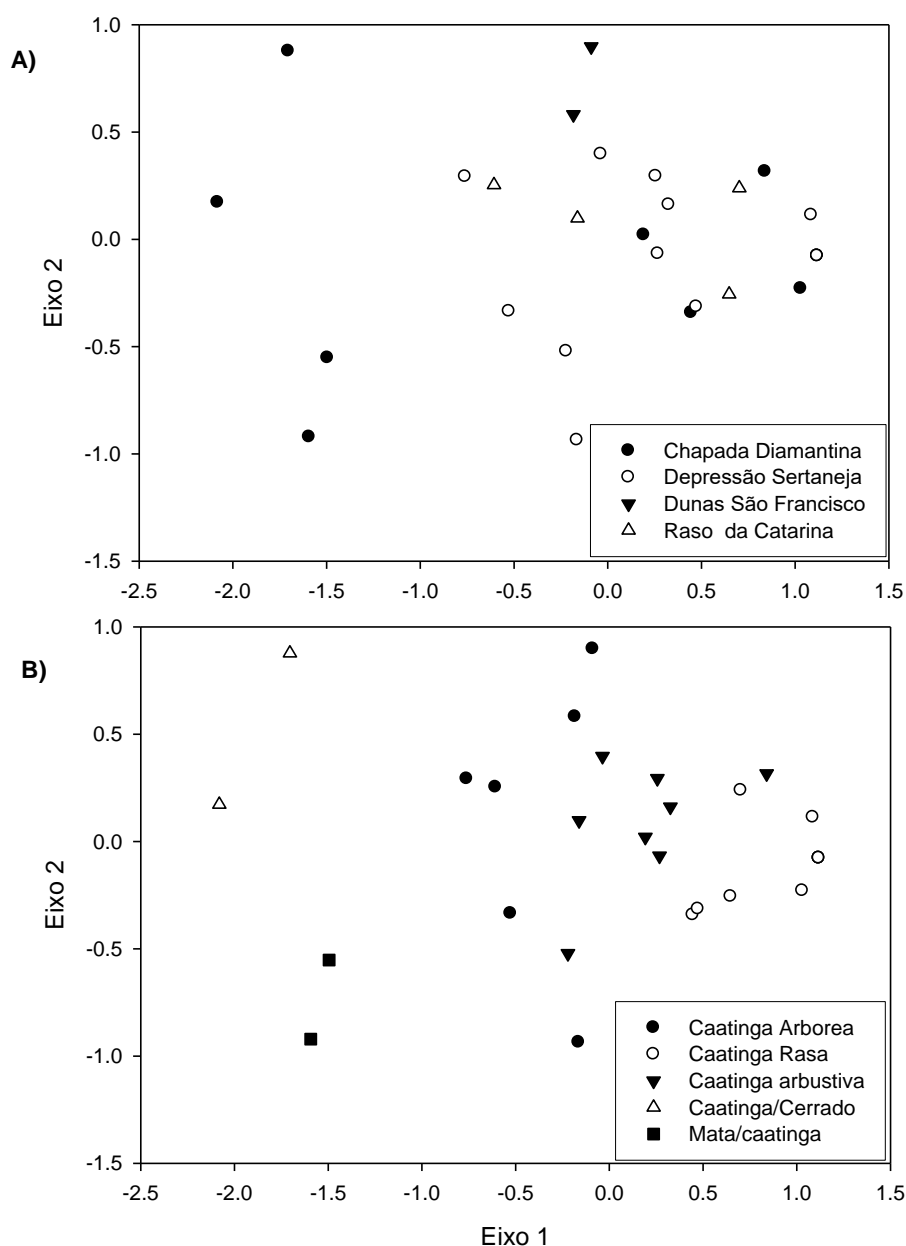 A)
1.0
0.5
0.0
-0.5
-1.0
-1.5
Eixo 2
-2.5 -2.0 -1.5 -1.0 -0.5 0.0 0.5 1.0 1.5
Chapada Diamantina
Depressão Sertaneja
Dunas São Francisco
Raso da Catarina
B)
1.0
0.5
0.0
-0.5
-1.0
-1.5
Eixo 2
-2.5 -2.0 -1.5 -1.0 -0.5 0.0 0.5 1.0 1.5
Caatinga Arborea
Caatinga Rasa
Caatinga arbustiva
Caatinga/Cerrado
Mata/caatinga
Eixo 1